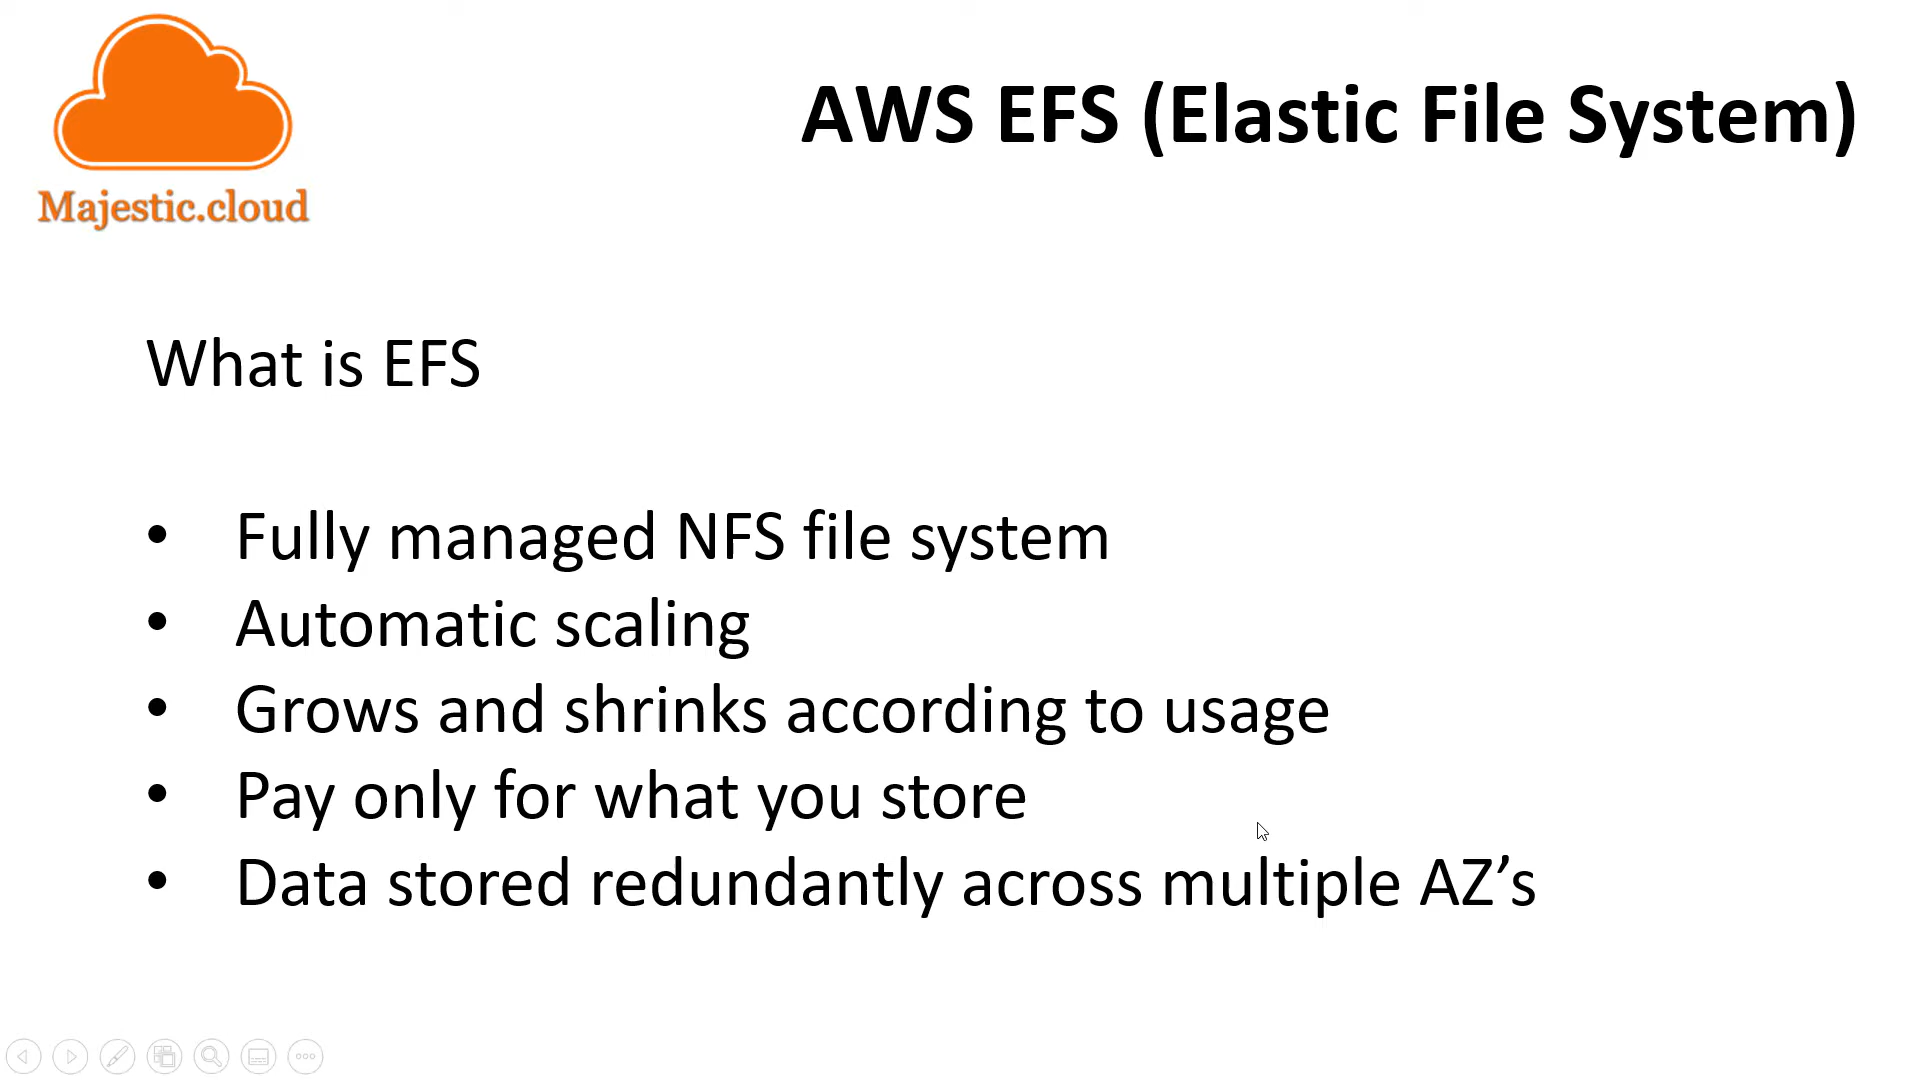 Majestic.cloud
AWS EFS (Elastic File System)
What is EFS
• Fully managed NFS file system
• Automatic scaling
• Grows and shrinks according to usage
• Pay only for what you store
• Data stored redundantly across multiple AZ’s